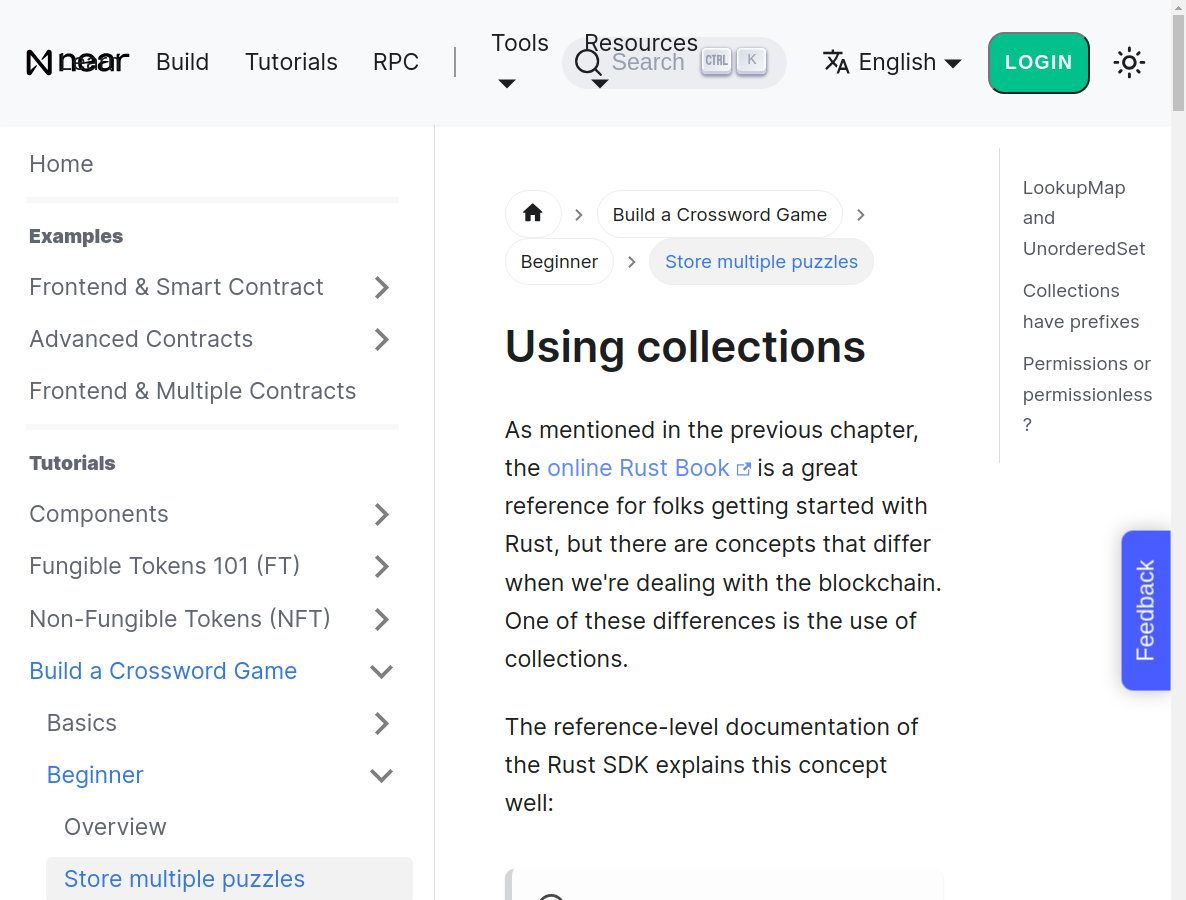 near
Learn
Build
Tutorials
RPC
Tools
Resources
Search
CTRL
K
English
LOGIN
Home
Examples
Frontend & Smart Contract
Advanced Contracts
Frontend & Multiple Contracts
Tutorials
Components
Fungible Tokens 101 (FT)
Non-Fungible Tokens (NFT)
Build a Crossword Game
Basics
Beginner
Overview
Store multiple puzzles
Build a Crossword Game
Beginner
Store multiple puzzles
Using collections
As mentioned in the previous chapter,
the online Rust Book is a great
reference for folks getting started with
Rust, but there are concepts that differ
when we're dealing with the blockchain.
One of these differences is the use of
collections.
The reference-level documentation of
the Rust SDK explains this concept
well:
LookupMap
and
UnorderedSet
Collections
have prefixes
Permissions or
permissionless
?
Feedback